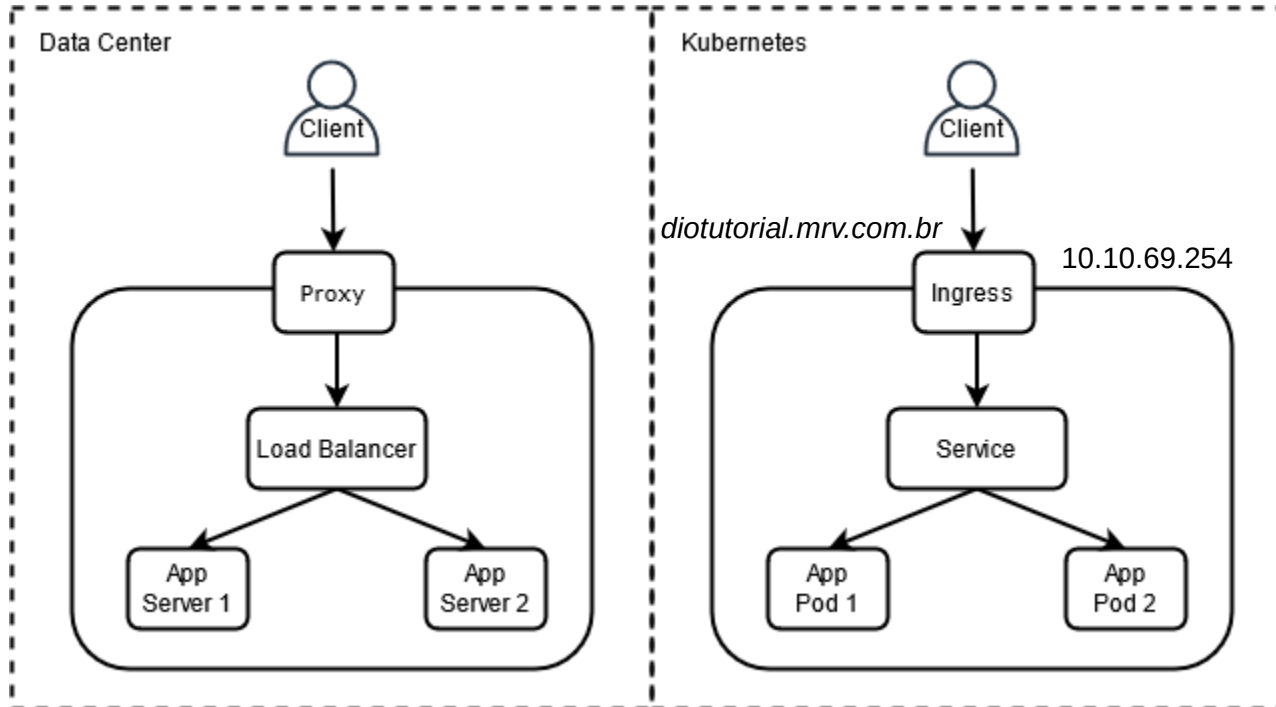 Data Center
Client
Proxy
Load Balancer
App
Server 1
App
Server 2
Kubernetes
Client
diotutorial.mrv.com.br
10.10.69.254
Ingress
Service
App
Pod 1
App
Pod 2